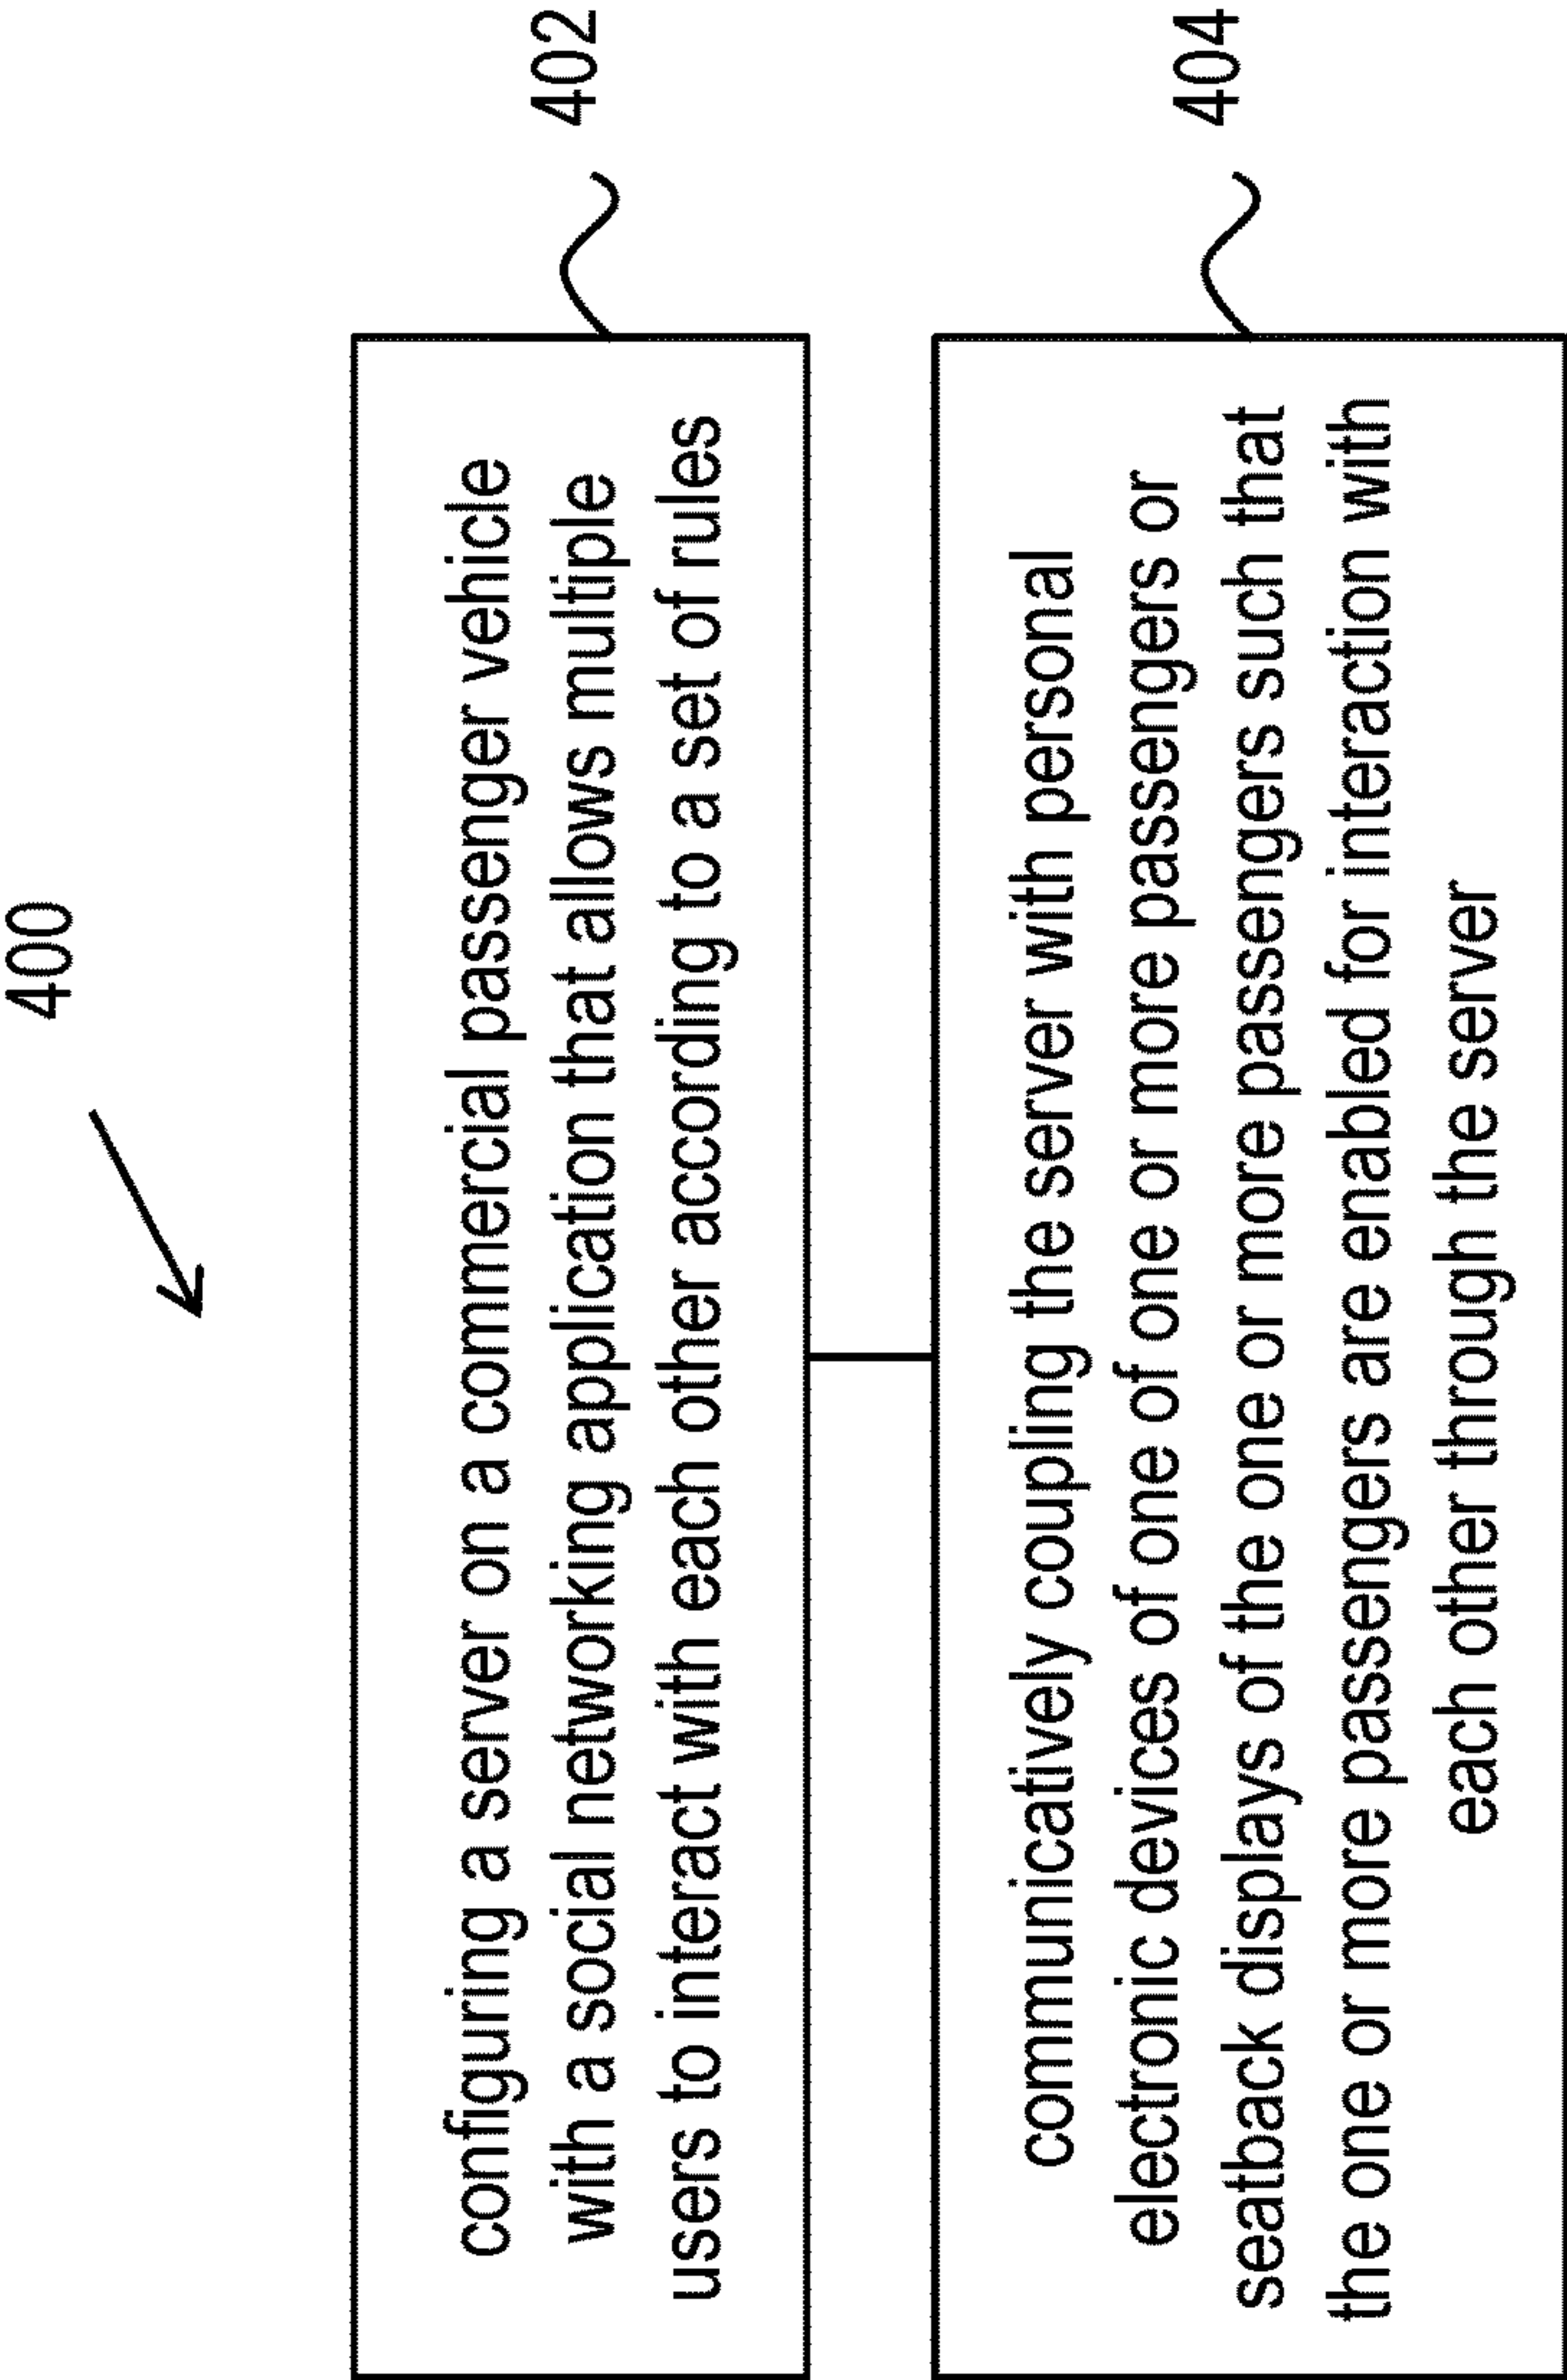 400
configuring a server on a commercial passenger vehicle
with a social networking application that allows multiple
users to interact with each other according to a set of rules
402
communicatively coupling the server with personal
electronic devices of one of one or more passengers or
seatback displays of the one or more passengers such that
the one or more passengers are enabled for interaction with
each other through the server
404